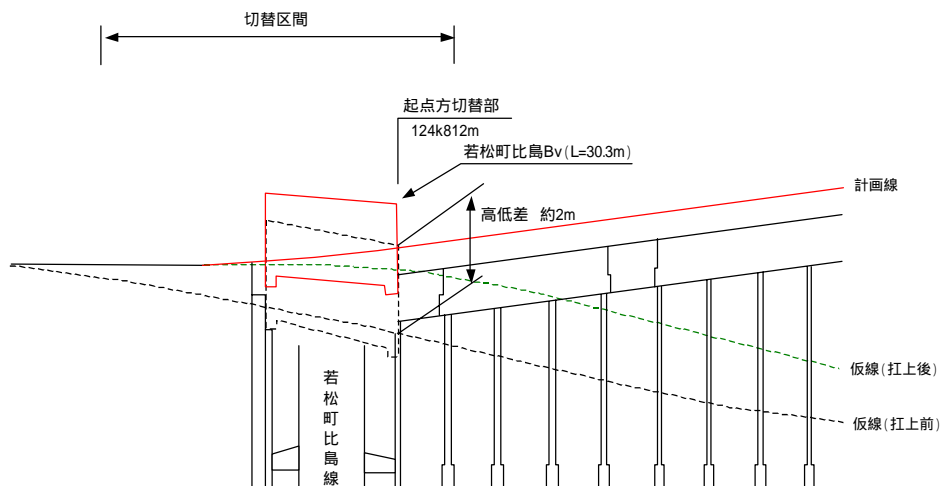 切替区間
起点方切替部
124k812m
若松町比島Bv(L=30.3m)
計画線
高低差 約2m
仮線(扛上後)
仮線(扛上前)
若松町比島線